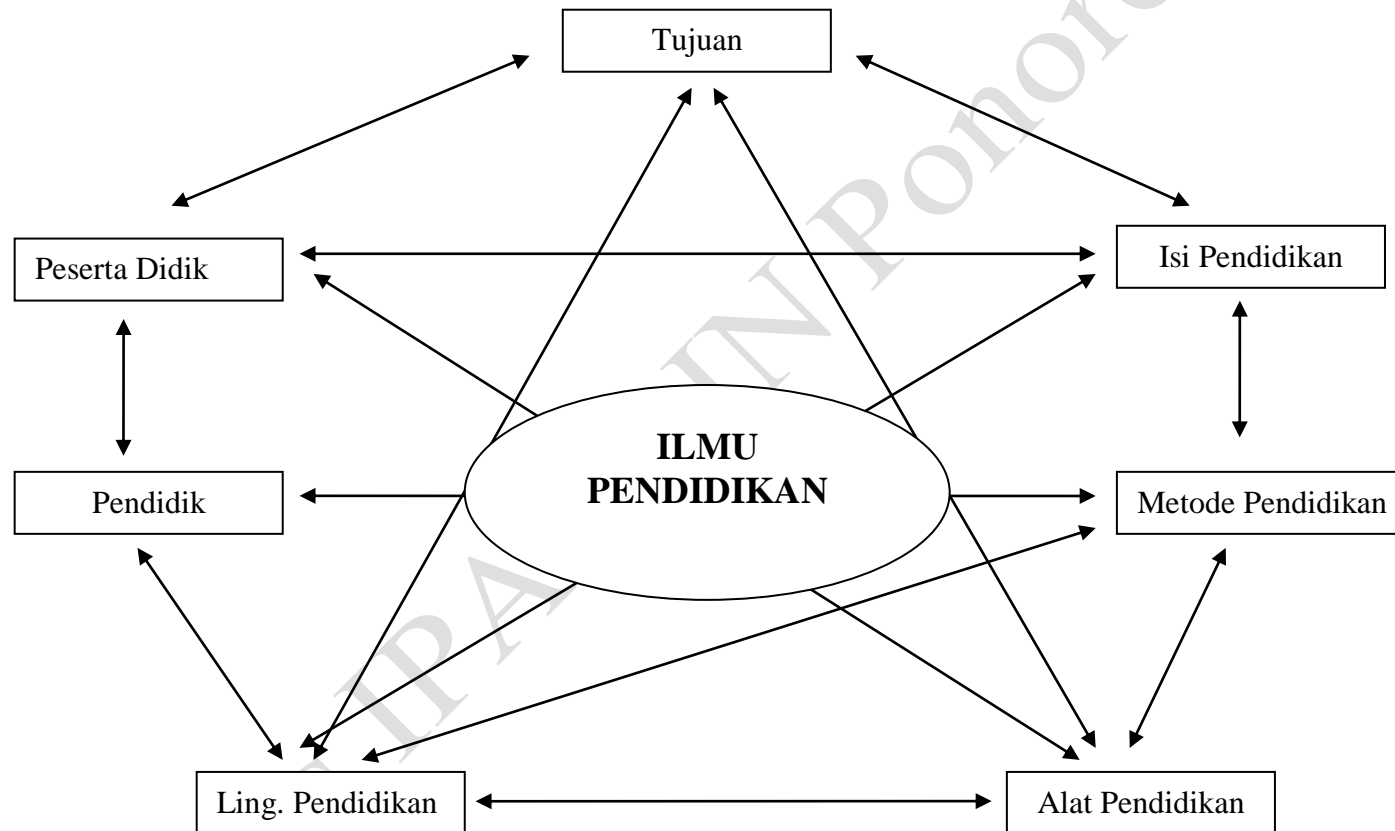 Tujuan
Peserta Didik
Isi Pendidikan
ILMU
PENDIDIKAN
Pendidik
Metode Pendidikan
Ling. Pendidikan
Alat Pendidikan